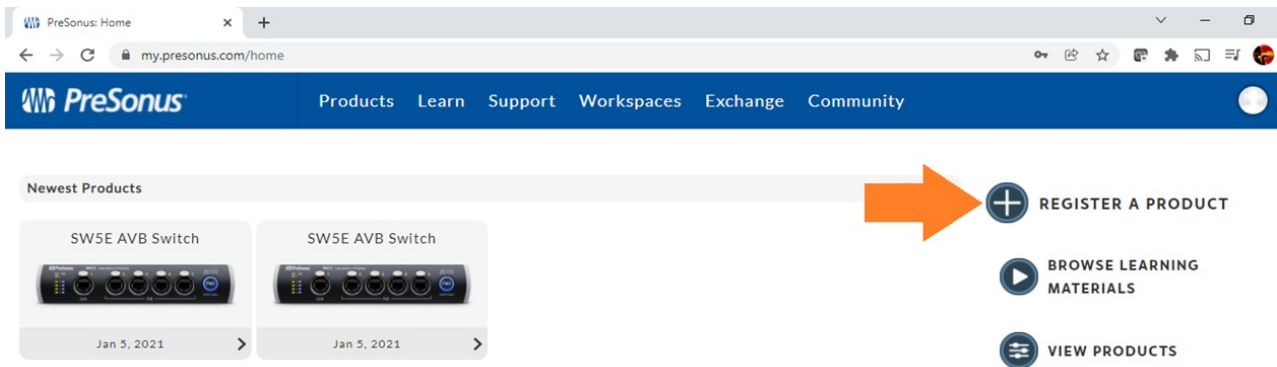 PreSonus: Home
my.presonus.com/home
PreSonus
Products Learn Support Workspaces Exchange Community
Newest Products
REGISTER A PRODUCT
SW5E AVB Switch
SW5E AVB Switch
BROWSE LEARNING
MATERIALS
Jan 5, 2021
Jan 5, 2021
VIEW PRODUCTS